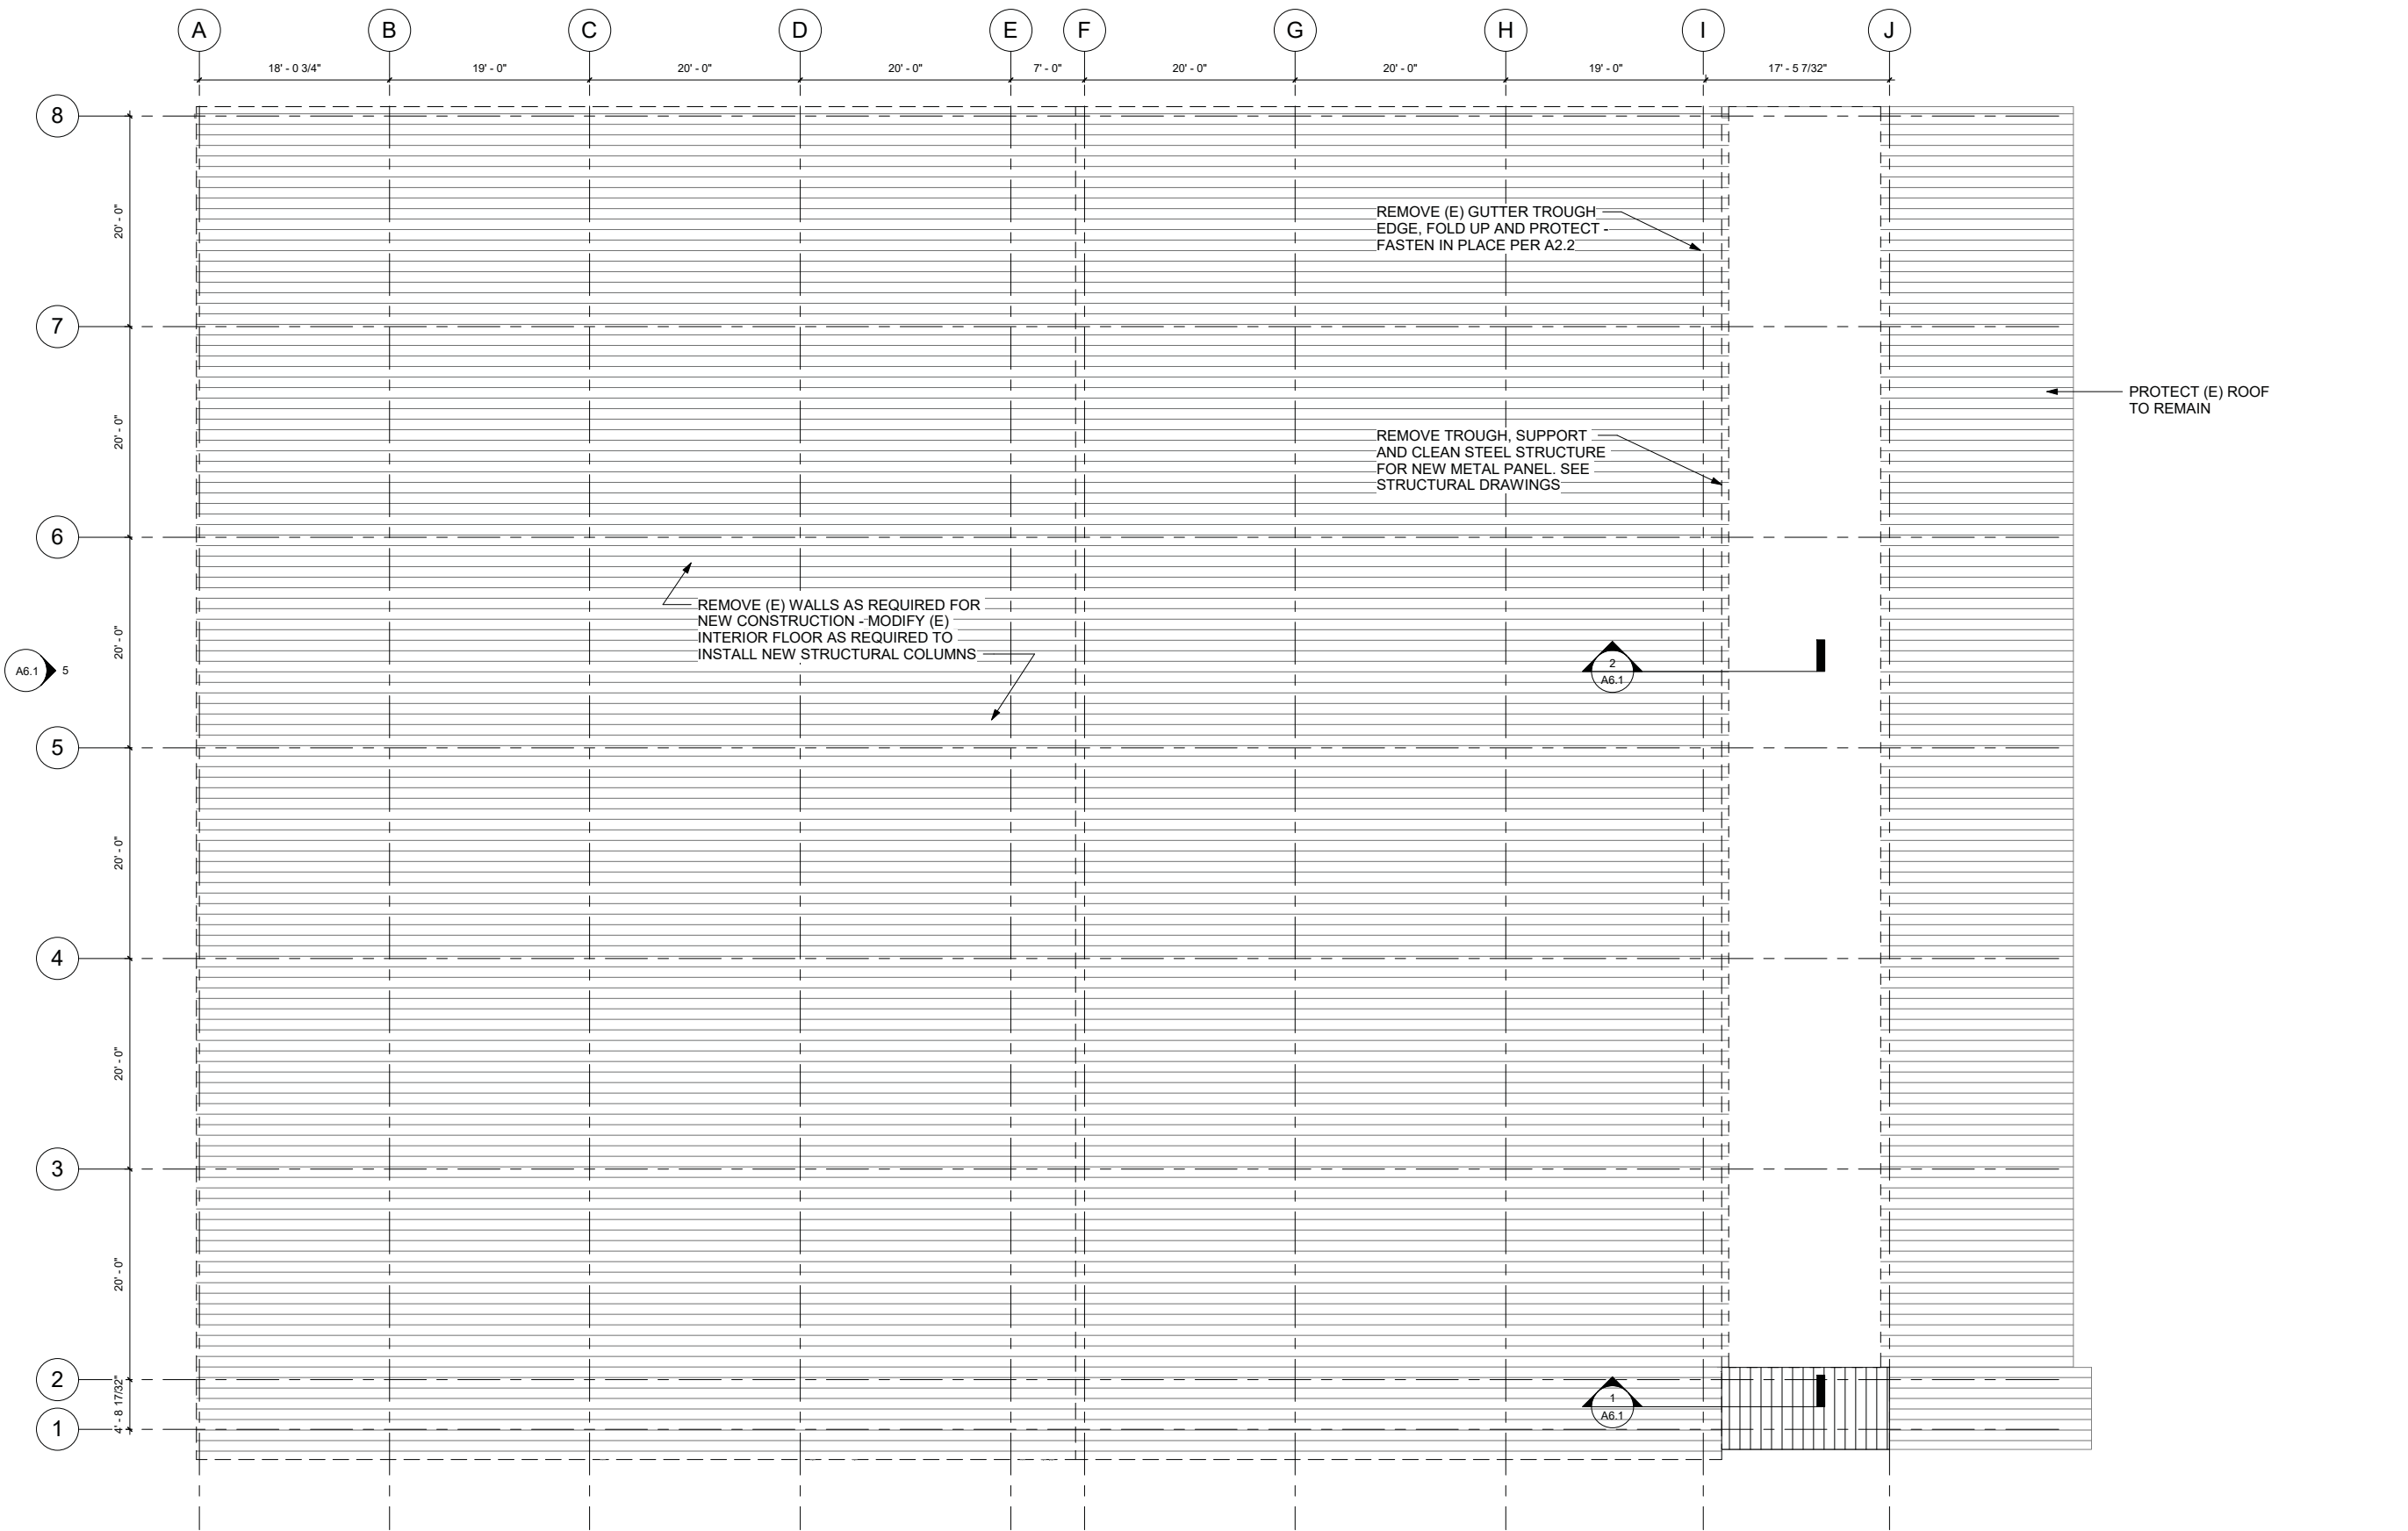 A B C D E F G H I J
18' - 0 3/4" 19' - 0" 20' - 0" 20' - 0" 7' - 0" 20' - 0" 20' - 0" 19' - 0" 17' - 5 7/32"
8
20' - 0"
REMOVE (E) GUTTER TROUGH
EDGE, FOLD UP AND PROTECT -
FASTEN IN PLACE PER A2.2
7
20' - 0"
PROTECT (E) ROOF
TO REMAIN
REMOVE TROUGH, SUPPORT
AND CLEAN STEEL STRUCTURE
FOR NEW METAL PANEL. SEE
STRUCTURAL DRAWINGS
6
20' - 0"
REMOVE (E) WALLS AS REQUIRED FOR
NEW CONSTRUCTION - MODIFY (E)
INTERIOR FLOOR AS REQUIRED TO
INSTALL NEW STRUCTURAL COLUMNS
A6.1 5
2
A6.1
5
20' - 0"
4
20' - 0"
3
20' - 0"
2
4' - 8 17/32"
1
A6.1
1